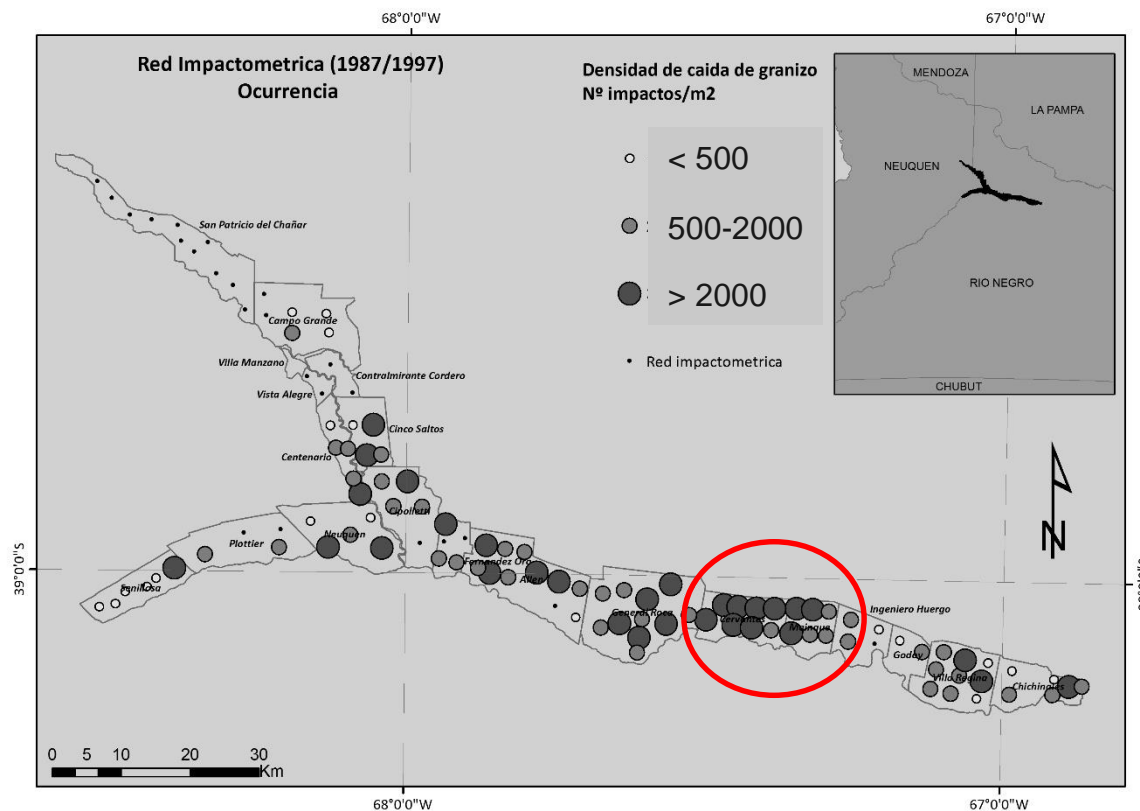 68°0'0"W
67°0'0"W
Red Impactometrica (1987/1997)
Ocurrencia
Densidad de caida de granizo
Nº impactos/m2
< 500
500-2000
> 2000
Red impactometrica
MENDOZA
LA PAMPA
NEUQUEN
RIO NEGRO
CHUBUT
San Patricio del Chañar
Campo Grande
Villa Manzano
Contralmirante Cordero
Vista Alegre
Cinco Saltos
Centenario
Cipolletti
Neuquen
Plottier
Senillosa
Fernandez Oro
Allen
General Roca
Cervantes
Mainque
Ingeniero Huergo
Godoy
Villa Regina
Chichinales
N
39°0'0"S
0 5 10 20 30
Km
68°0'0"W
67°0'0"W